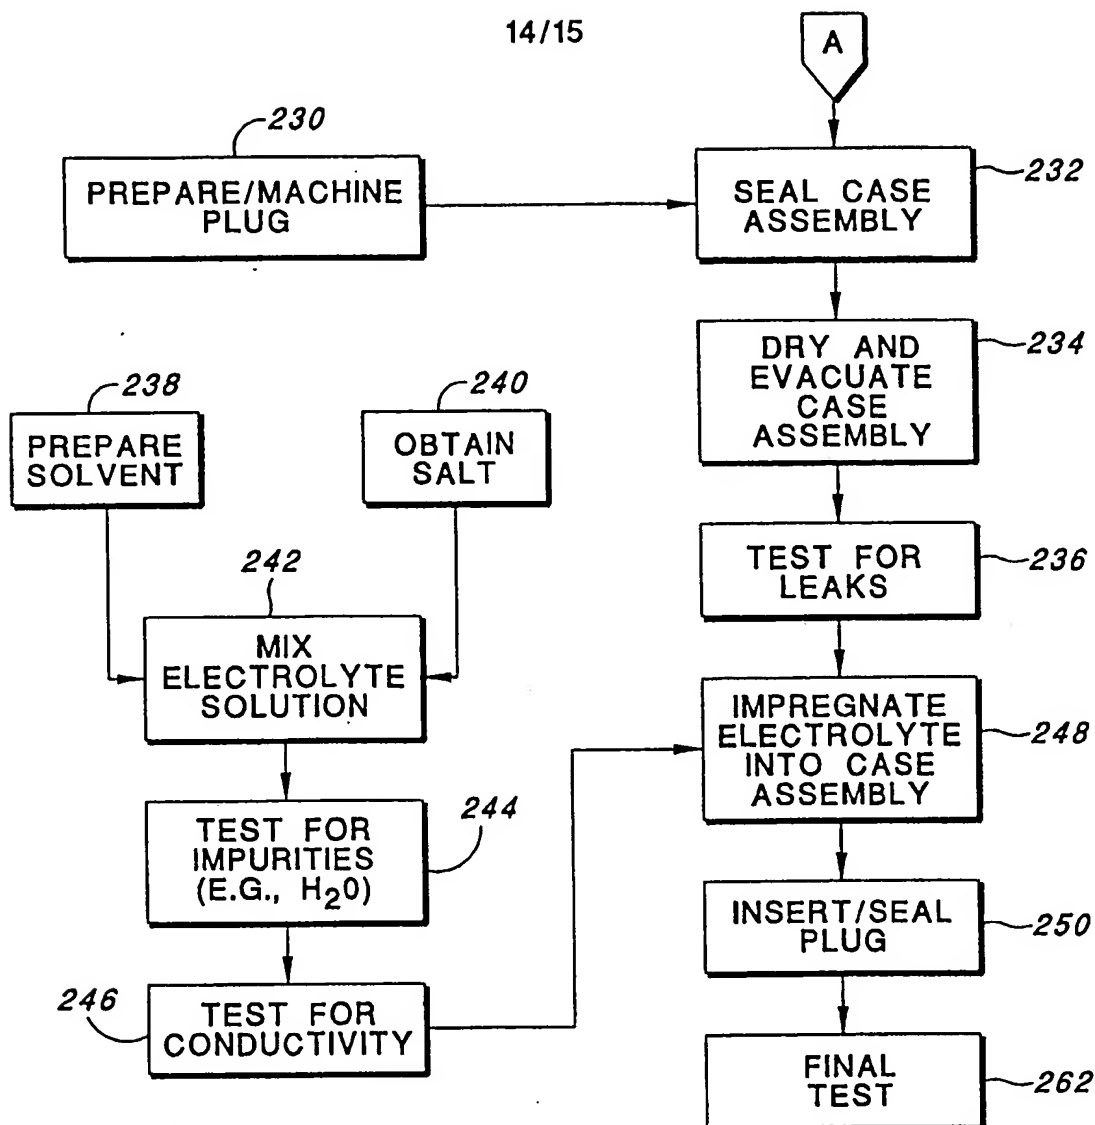 14/15
A
230
PREPARE/MACHINE
PLUG
232
SEAL CASE
ASSEMBLY
234
DRY AND
EVACUATE
CASE
ASSEMBLY
238
PREPARE
SOLVENT
240
OBTAIN
SALT
236
TEST FOR
LEAKS
242
MIX
ELECTROLYTE
SOLUTION
IMPREGNATE
ELECTROLYTE
INTO CASE
ASSEMBLY
248
244
TEST FOR
IMPURITIES
(E.G., H20)
INSERT/SEAL
PLUG
250
246
TEST FOR
CONDUCTIVITY
FINAL
TEST
262